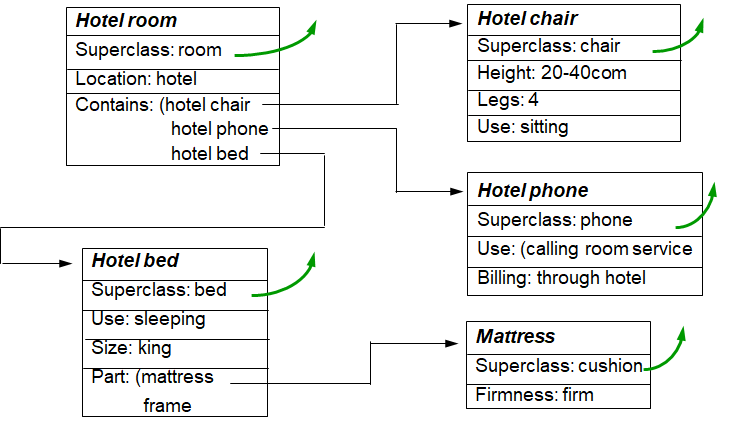 Hotel room
Superclass: room
Location: hotel
Contains: (hotel chair
hotel phone
hotel bed
Hotel chair
Superclass: chair
Height: 20-40com
Legs: 4
Use: sitting
Hotel phone
Superclass: phone
Use: (calling room service
Billing: through hotel
Hotel bed
Superclass: bed
Use: sleeping
Size: king
Part: (mattress
frame
Mattress
Superclass: cushion
Firmness: firm